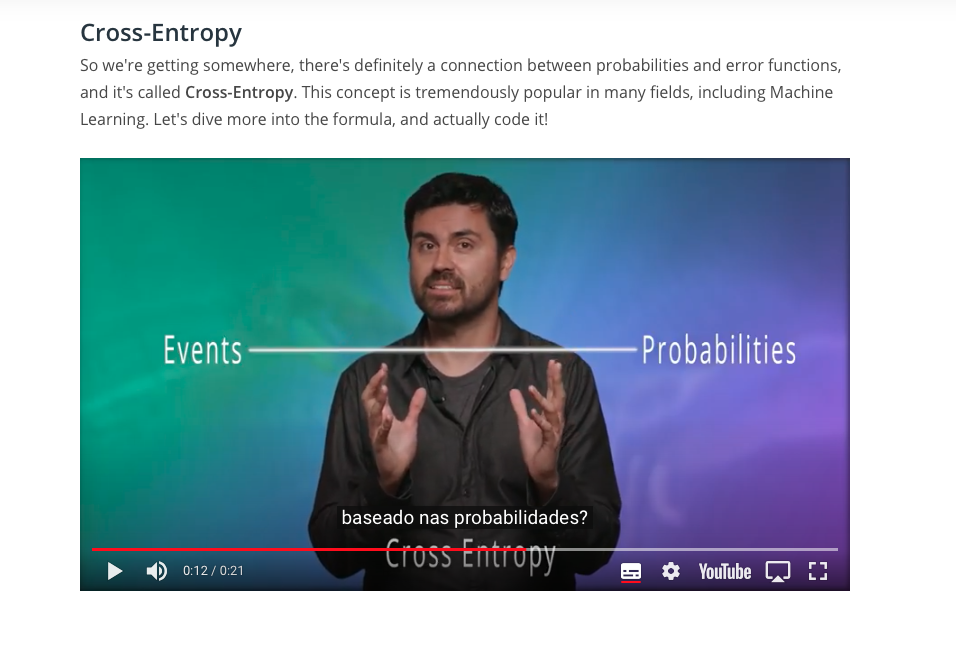 Cross-Entropy
So we're getting somewhere, there's definitely a connection between probabilities and error functions,
and it's called Cross-Entropy. This concept is tremendously popular in many fields, including Machine
Learning. Let's dive more into the formula, and actually code it!
Events Probabilities
baseado nas probabilidades?
Cross Entropy
0:12 / 0:21 YouTube